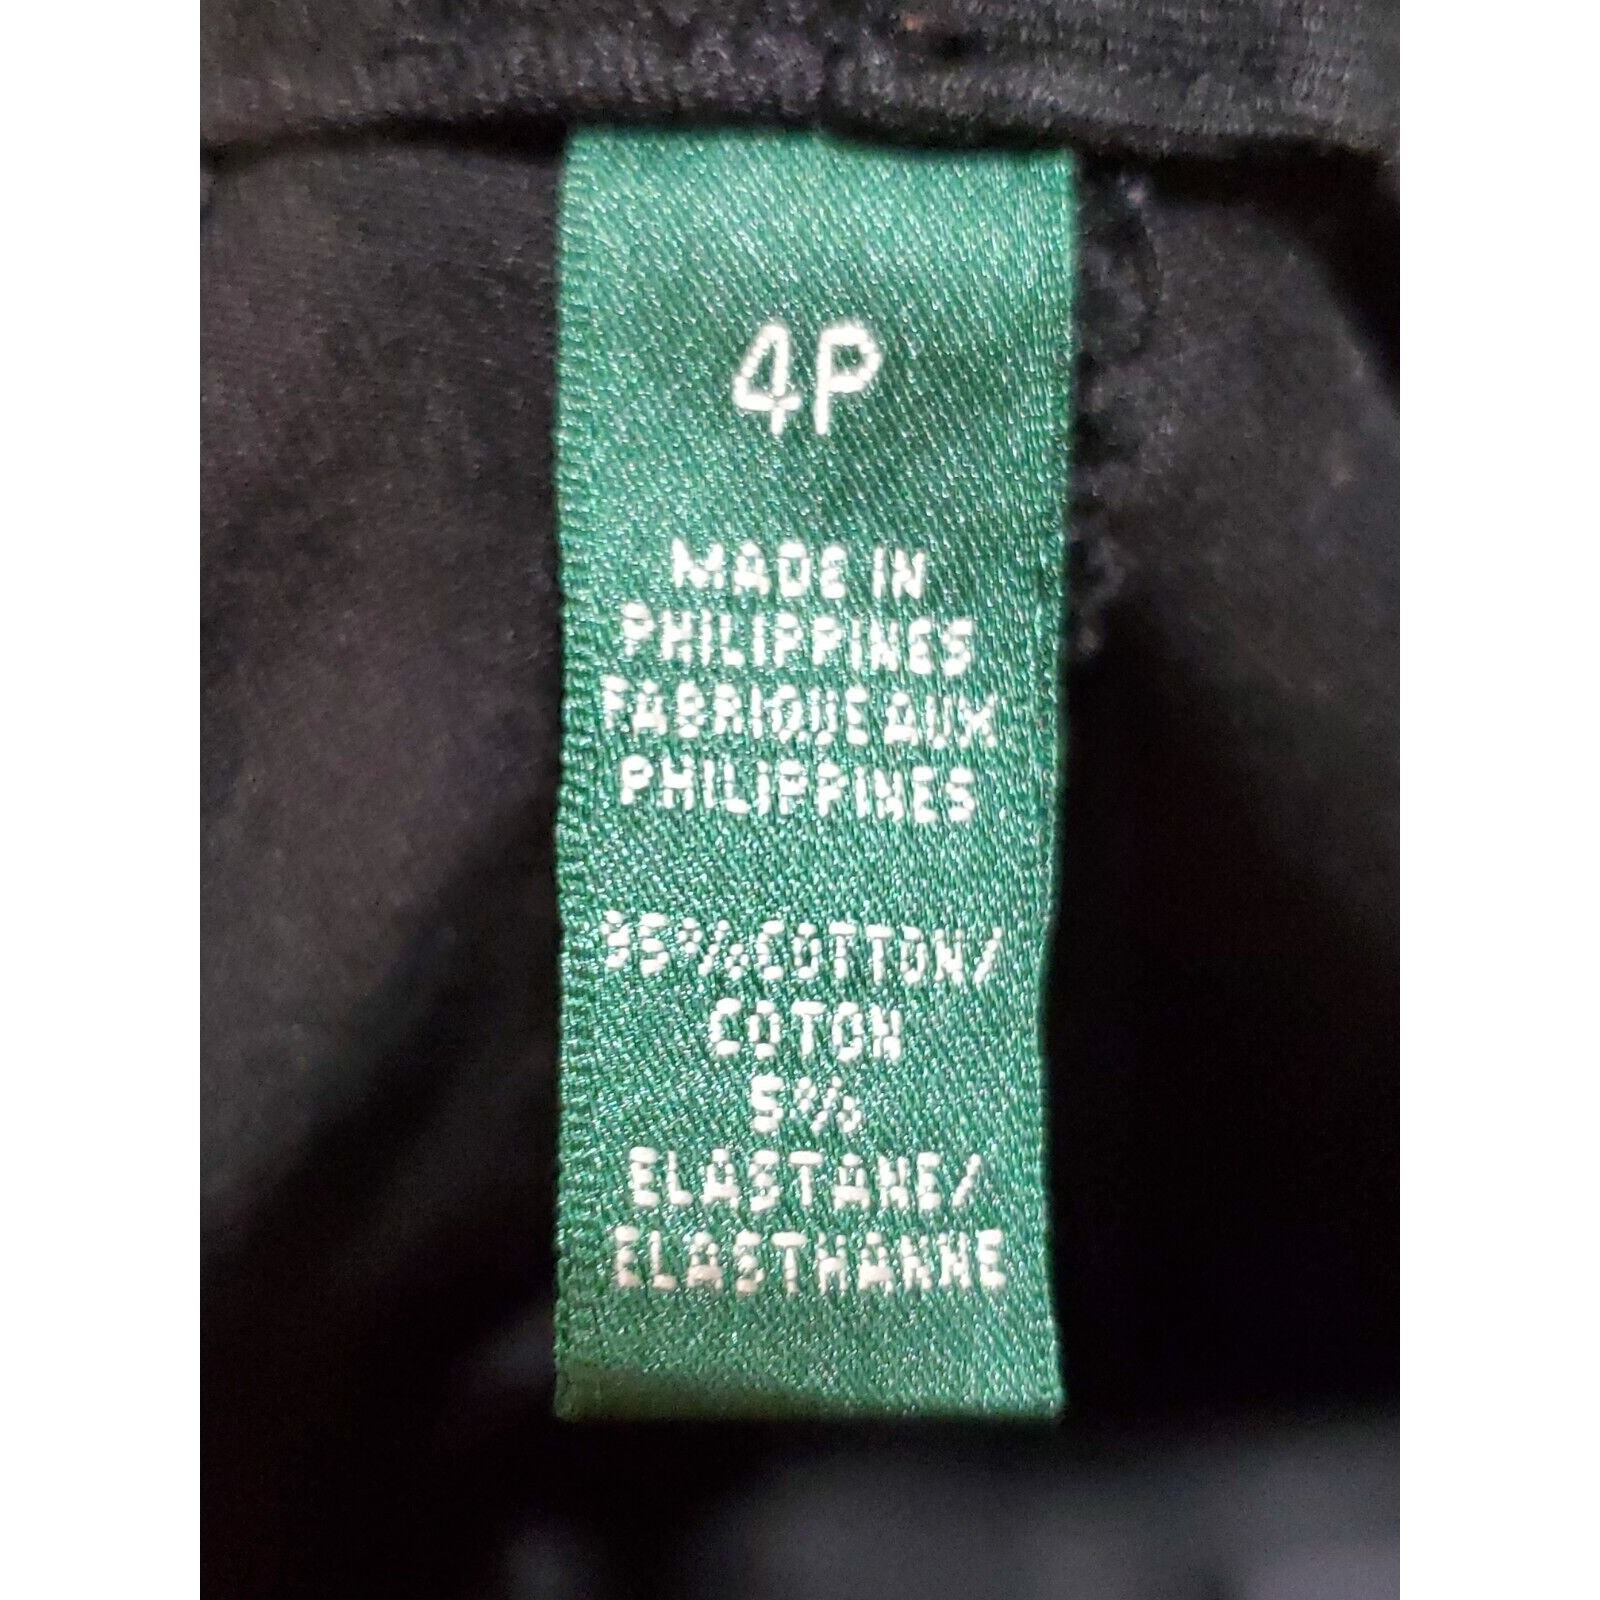 4P
MADE IN
PHILIPPINES
FABRIQUE AUX
PHILIPPINES
95% COTTON/
COTON
5%
ELASTANE/
ELASTHANNE